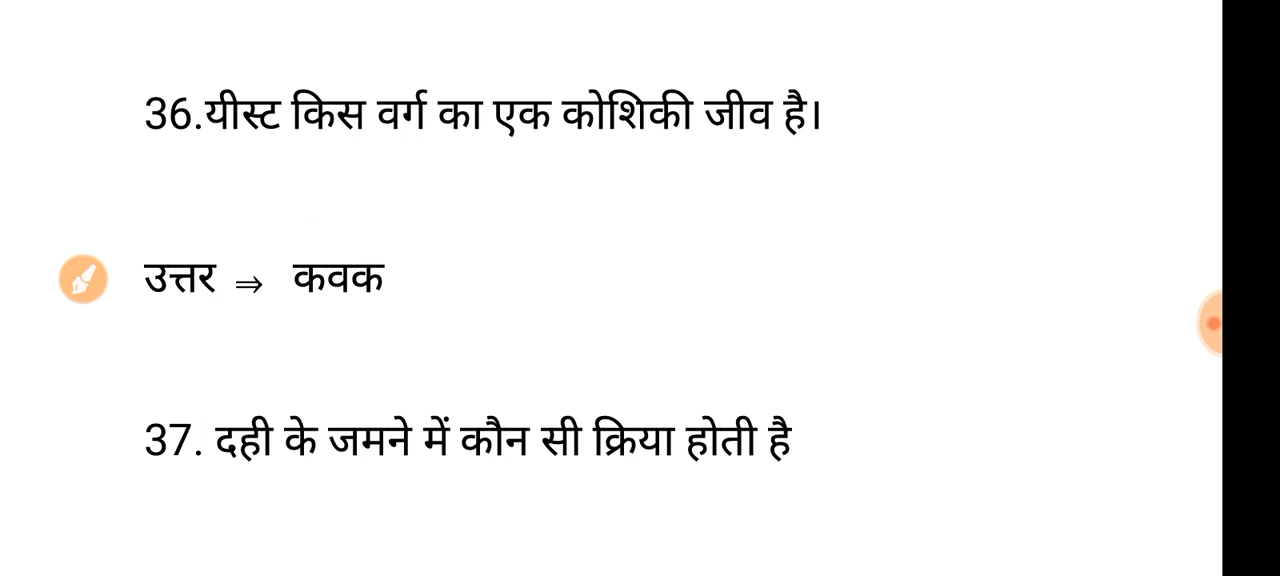 36.यीस्ट किस वर्ग का एक कोशिकी जीव है।
उत्तर ⇒ कवक
37. दही के जमने में कौन सी क्रिया होती है